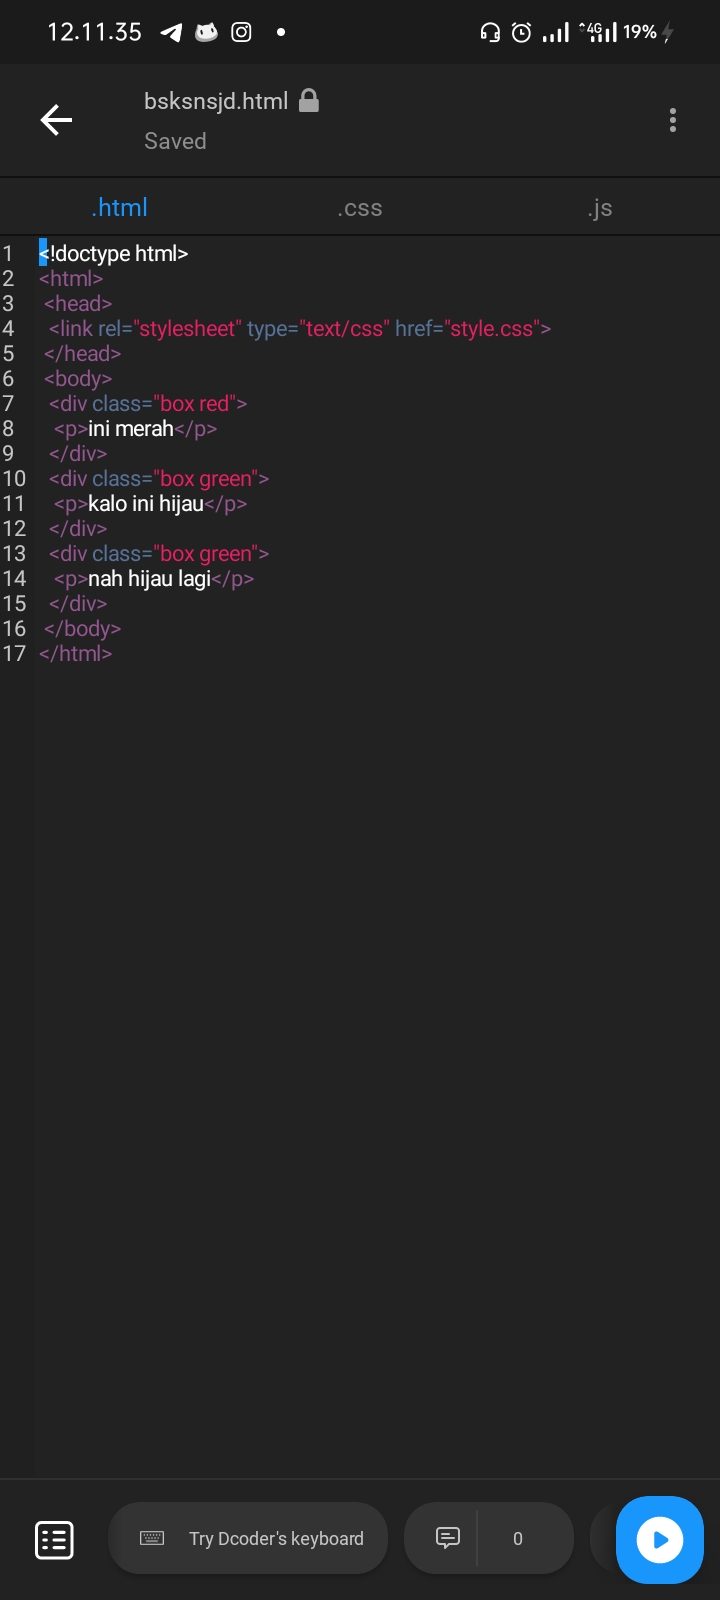 12.11.35 4G 19%
bsksnsjd.html
Saved
.html .css .js
1 <!doctype html>
2 <html>
3 <head>
4 <link rel="stylesheet" type="text/css" href="style.css">
5 </head>
6 <body>
7 <div class="box red">
8 <p>ini merah</p>
9 </div>
10 <div class="box green">
11 <p>kalo ini hijau</p>
12 </div>
13 <div class="box green">
14 <p>nah hijau lagi</p>
15 </div>
16 </body>
17 </html>
Try Dcoder's keyboard 0